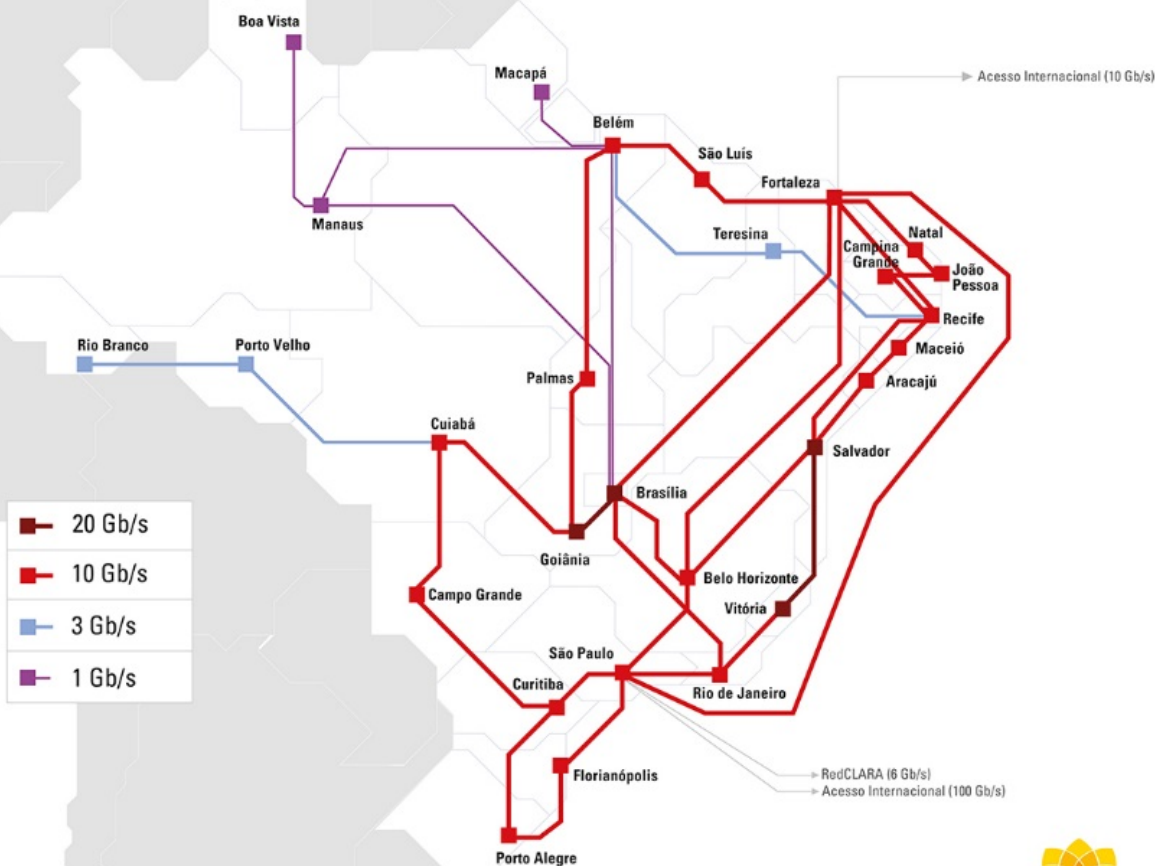 Boa Vista
Macapá
Acesso Internacional (10 Gb/s)
Belém
São Luís
Fortaleza
Manaus
Teresina
Natal
Campina
Grande
João
Pessoa
Recife
Rio Branco
Porto Velho
Maceió
Palmas
Aracajú
Cuiabá
Salvador
Brasília
20 Gb/s
Goiânia
10 Gb/s
Belo Horizonte
Campo Grande
Vitória
3 Gb/s
São Paulo
1 Gb/s
Curitiba
Rio de Janeiro
Florianópolis
RedCLARA (6 Gb/s)
Acesso Internacional (100 Gb/s)
Porto Alegre